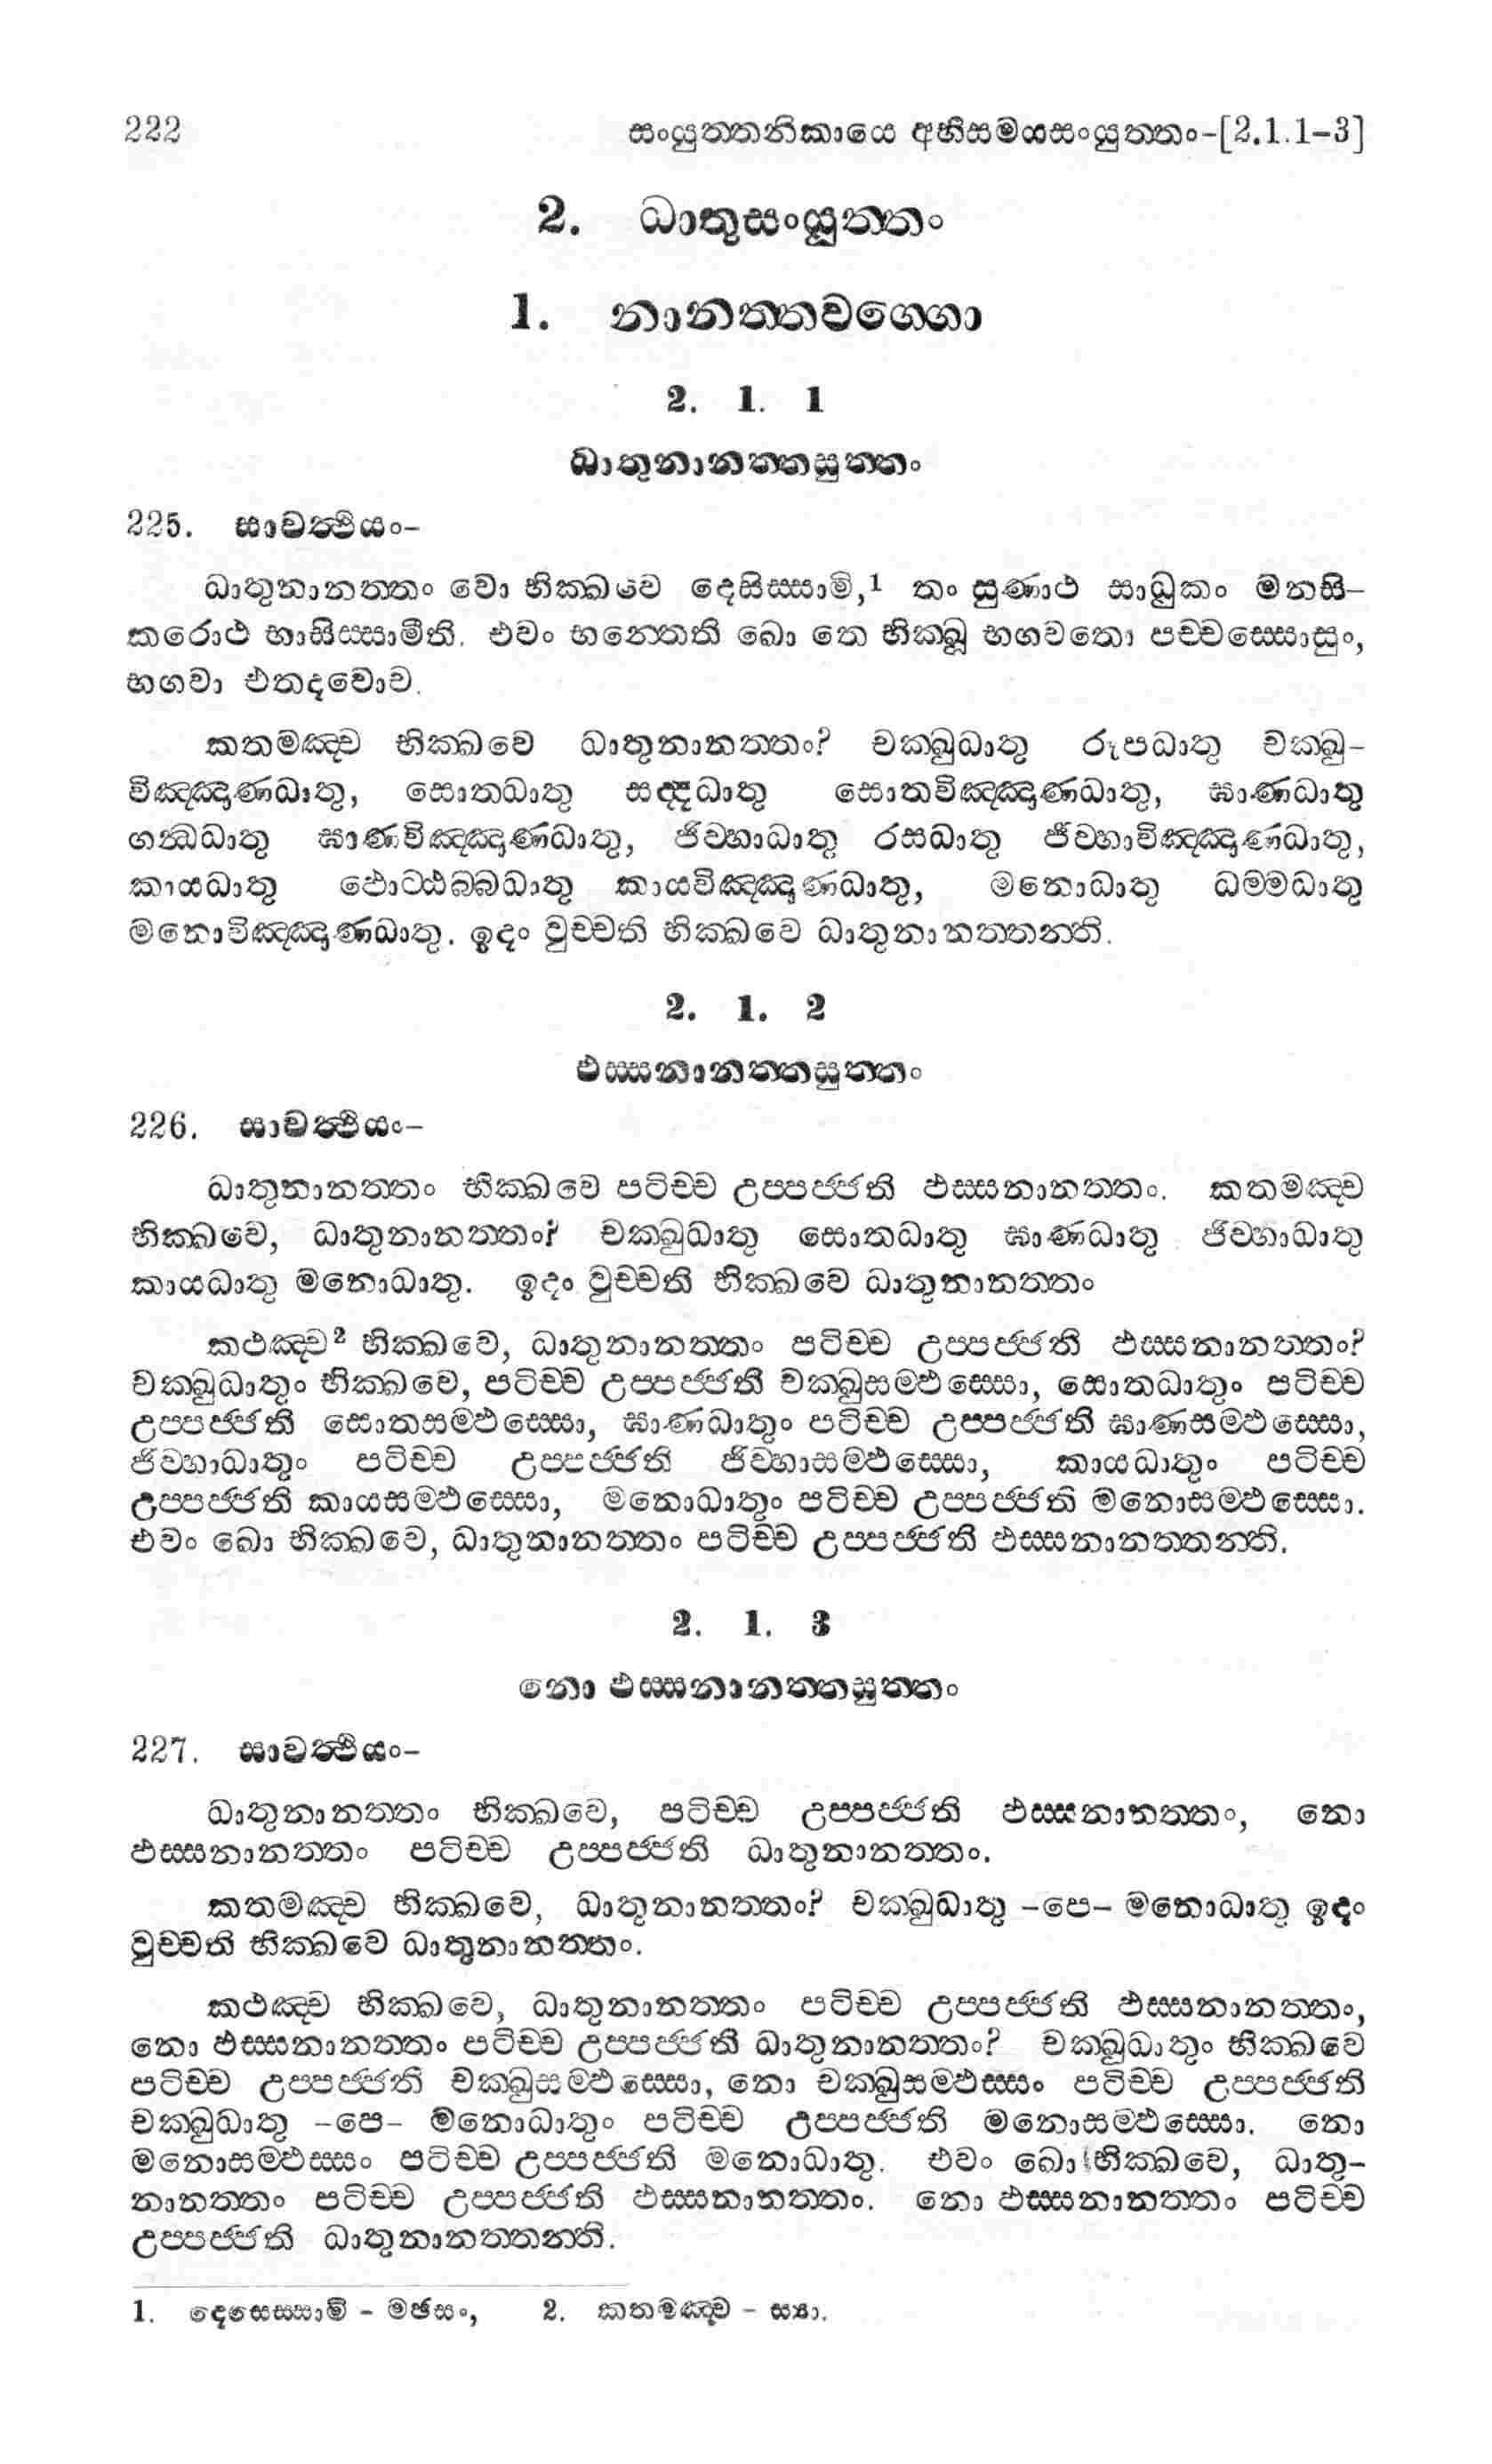 222 සංයුත්තනිකායෙ අභිසමයසංයුත්තං-[2.1.1-3]
2. ධාතුසංයුත්තං
1. නානත්තවග්ගො
2. 1. 1
ධාතුනානත්තසුත්තං
225. සාවත්ථියං-
ධාතුනානත්තං වො භික්ඛවෙ දෙසිස්සාමි,1 තං සුණාථ සාධුකං මනසි-
කරොථ භාසිස්සාමීති. එවං භන්තෙති ඛො තෙ භික්ඛූ භගවතො පච්චස්සොසුං,
භගවා එතදවොච.
කතමඤ්ච භික්ඛවෙ ධාතුනානත්තං? චක්ඛුධාතු රූපධාතු චක්ඛු-
විඤ්ඤාණධාතු, සොතධාතු සද්දධාතු සොතවිඤ්ඤාණධාතු, ඝාණධාතු
ගන්ධධාතු ඝාණවිඤ්ඤාණධාතු, ජිව්හාධාතු රසධාතු ජිව්හාවිඤ්ඤාණධාතු,
කායධාතු ඵොට්ඨබ්බධාතු කායවිඤ්ඤාණධාතු, මනොධාතු ධම්මධාතු
මනොවිඤ්ඤාණධාතු. ඉදං වුච්චති භික්ඛවෙ ධාතුනානත්තන්ති.
2. 1. 2
ඵස්සනානත්තසුත්තං
226. සාවත්ථියං-
ධාතුනානත්තං භික්ඛවෙ පටිච්ච උප්පජ්ජති ඵස්සනානත්තං. කතමඤ්ච
භික්ඛවෙ, ධාතුනානත්තං? චක්ඛුධාතු සොතධාතු ඝාණධාතු ජිව්හාධාතු
කායධාතු මනොධාතු. ඉදං වුච්චති භික්ඛවෙ ධාතුනානත්තං
කථඤ්ච2 භික්ඛවෙ, ධාතුනානත්තං පටිච්ච උප්පජ්ජති ඵස්සනානත්තං?
චක්ඛුධාතුං භික්ඛවෙ, පටිච්ච උප්පජ්ජති චක්ඛුසම්ඵස්සො, සොතධාතුං පටිච්ච
උප්පජ්ජති සොතසම්ඵස්සො, ඝාණධාතුං පටිච්ච උප්පජ්ජති ඝාණසම්ඵස්සො,
ජිව්හාධාතුං පටිච්ච උප්පජ්ජති ජිව්හාසම්ඵස්සො, කායධාතුං පටිච්ච
උප්පජ්ජති කායසම්ඵස්සො, මනොධාතුං පටිච්ච උප්පජ්ජති මනොසම්ඵස්සො.
එවං ඛො භික්ඛවෙ, ධාතුනානත්තං පටිච්ච උප්පජ්ජති ඵස්සනානත්තන්ති.
2. 1. 3
නො ඵස්සනානත්තසුත්තං
227. සාවත්ථියං-
ධාතුනානත්තං භික්ඛවෙ, පටිච්ච උප්පජ්ජති ඵස්සනානත්තං, නො
ඵස්සනානත්තං පටිච්ච උප්පජ්ජති ධාතුනානත්තං.
කතමඤ්ච භික්ඛවෙ, ධාතුනානත්තං? චක්ඛුධාතු -පෙ- මනොධාතු ඉදං
වුච්චති භික්ඛවෙ ධාතුනානත්තං.
කථඤ්ච භික්ඛවෙ, ධාතුනානත්තං පටිච්ච උප්පජ්ජති ඵස්සනානත්තං,
නො ඵස්සනානත්තං පටිච්ච උප්පජ්ජති ධාතුනානත්තං? චක්ඛුධාතුං භික්ඛවෙ
පටිච්ච උප්පජ්ජති චක්ඛුසම්ඵස්සො, නො චක්ඛුසම්ඵස්සං පටිච්ච උප්පජ්ජති
චක්ඛුධාතු -පෙ- මනොධාතුං පටිච්ච උප්පජ්ජති මනොසම්ඵස්සො. නො
මනොසම්ඵස්සං පටිච්ච උප්පජ්ජති මනොධාතු. එවං ඛො භික්ඛවෙ, ධාතු-
නානත්තං පටිච්ච උප්පජ්ජති ඵස්සනානත්තං. නො ඵස්සනානත්තං පටිච්ච
උප්පජ්ජති ධාතුනානත්තන්ති.
1. දෙසෙස්සාමි - මඡසං, 2. කතමඤ්ච - ස්‍යා.